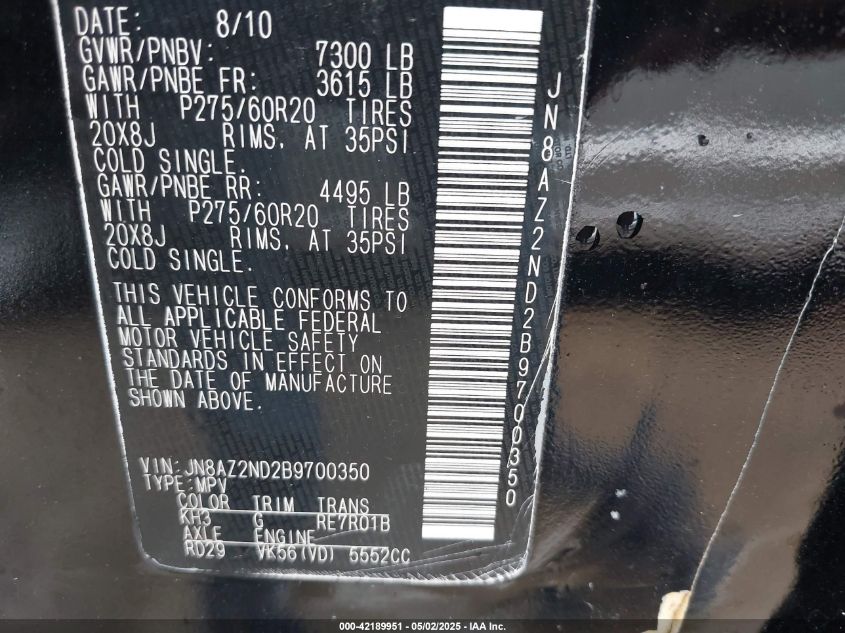 DATE: 8/10
GVWR/PNBV: 7300 LB
GAWR/PNBE FR: 3615 LB
WITH P275/60R20 TIRES
20X8J RIMS, AT 35PSI
COLD SINGLE.
GAWR/PNBE RR: 4495 LB
WITH P275/60R20 TIRES
20X8J RIMS, AT 35PSI
COLD SINGLE.
THIS VEHICLE CONFORMS TO
ALL APPLICABLE FEDERAL
MOTOR VEHICLE SAFETY
STANDARDS IN EFFECT ON
THE DATE OF MANUFACTURE
SHOWN ABOVE.
VIN:JN8AZ2ND2B9700350
TYPE:MPV
COLOR TRIM TRANS
KH3 G RE7R01B
AXLE ENGINE
RD29 VK56(VD) 5552CC
JN8AZ2ND2B9700350
000-42189951 - 05/02/2025 - IAA Inc.